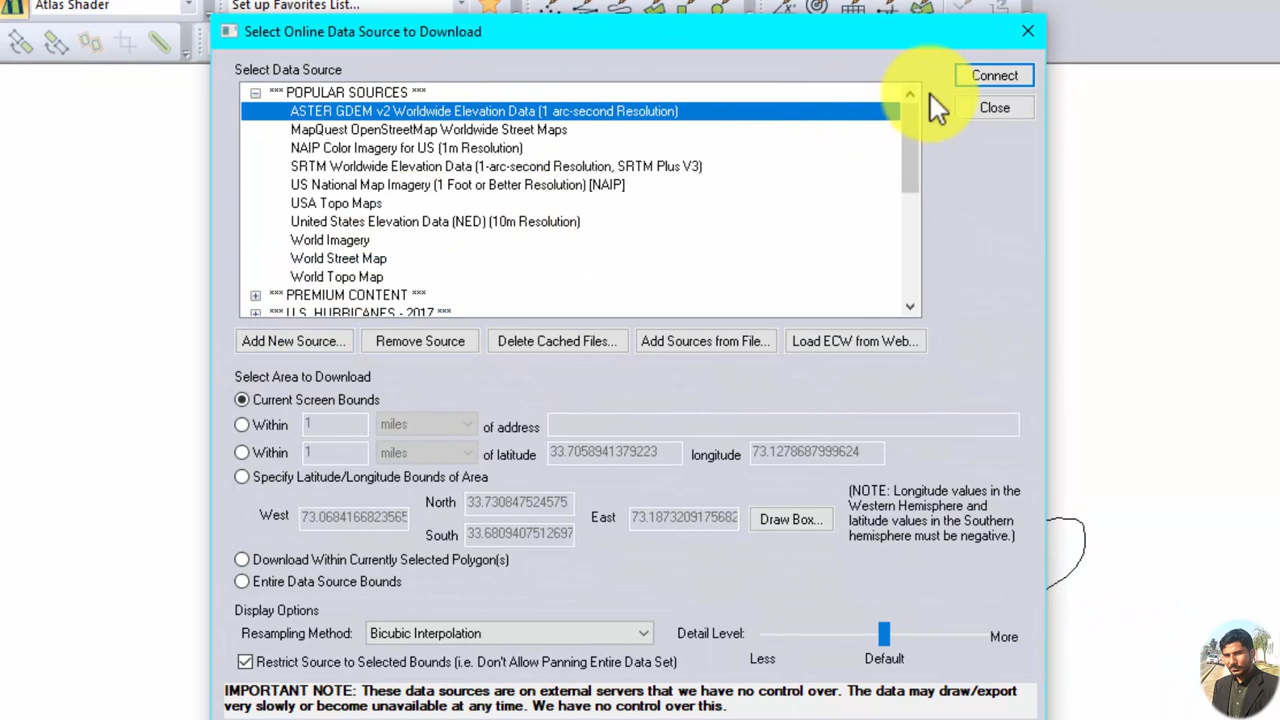 Atlas Shader
Set up Favorites List...
Select Online Data Source to Download
Select Data Source
Connect
Close
*** POPULAR SOURCES ***
ASTER GDEM v2 Worldwide Elevation Data (1 arc-second Resolution)
MapQuest OpenStreetMap Worldwide Street Maps
NAIP Color Imagery for US (1m Resolution)
SRTM Worldwide Elevation Data (1-arc-second Resolution, SRTM Plus V3)
US National Map Imagery (1 Foot or Better Resolution) [NAIP]
USA Topo Maps
United States Elevation Data (NED) (10m Resolution)
World Imagery
World Street Map
World Topo Map
*** PREMIUM CONTENT ***
*** U.S. HURRICANES - 2017 ***
Add New Source... Remove Source Delete Cached Files... Add Sources from File... Load ECW from Web...
Select Area to Download
Current Screen Bounds
Within 1 miles of address
Within 1 miles of latitude 33.7058941379223 longitude 73.1278687999624
Specify Latitude/Longitude Bounds of Area
North 33.730847524575
West 73.0684166823565 East 73.1873209175682 Draw Box...
South 33.6809407512697
(NOTE: Longitude values in the
Western Hemisphere and
latitude values in the Southern
hemisphere must be negative.)
Download Within Currently Selected Polygon(s)
Entire Data Source Bounds
Display Options
Resampling Method: Bicubic Interpolation Detail Level: More
Less Default
Restrict Source to Selected Bounds (i.e. Don't Allow Panning Entire Data Set)
IMPORTANT NOTE: These data sources are on external servers that we have no control over. The data may draw/export
very slowly or become unavailable at any time. We have no control over this.